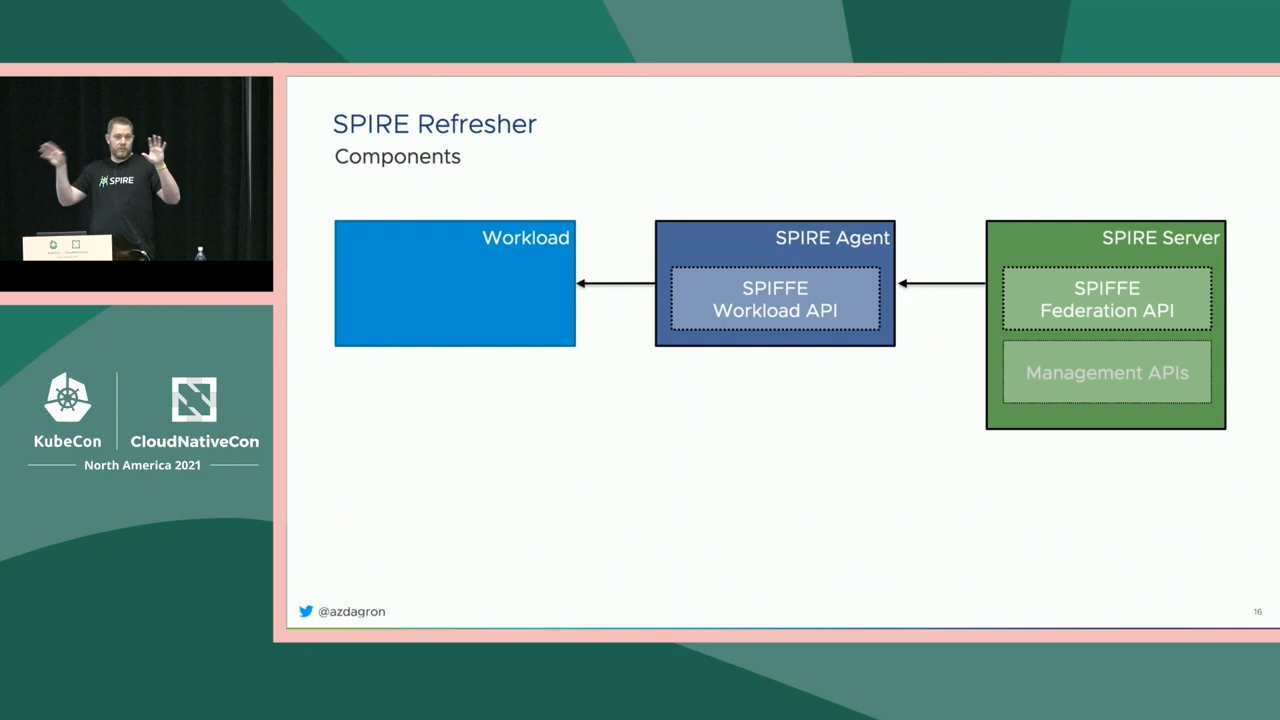 SPIRE
SPIRE Refresher
Components
Workload
SPIRE Agent
SPIFFE
Workload API
SPIRE Server
SPIFFE
Federation API
Management APIs
KubeCon
CloudNativeCon
North America 2021
@azdagron
16